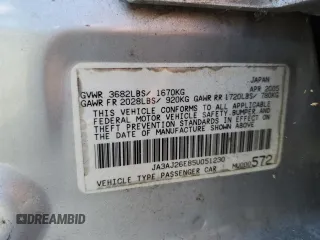 JAPAN
GVWR 3682LBS/ 1670KG APR 2005
GAWR FR 2028LBS/ 920KG GAWR RR 1720LBS/ 780KG
THIS VEHICLE CONFORMS TO ALL APPLICABLE
FEDERAL MOTOR VEHICLE SAFETY,BUMPER AND
THEFT PREVENTION STANDARDS IN EFFECT ON
THE DATE OF MANUFACTURE SHOWN ABOVE.
JA3AJ26E85U051230
VEHICLE TYPE PASSENGER CAR 572
AUTOBIDMASTER